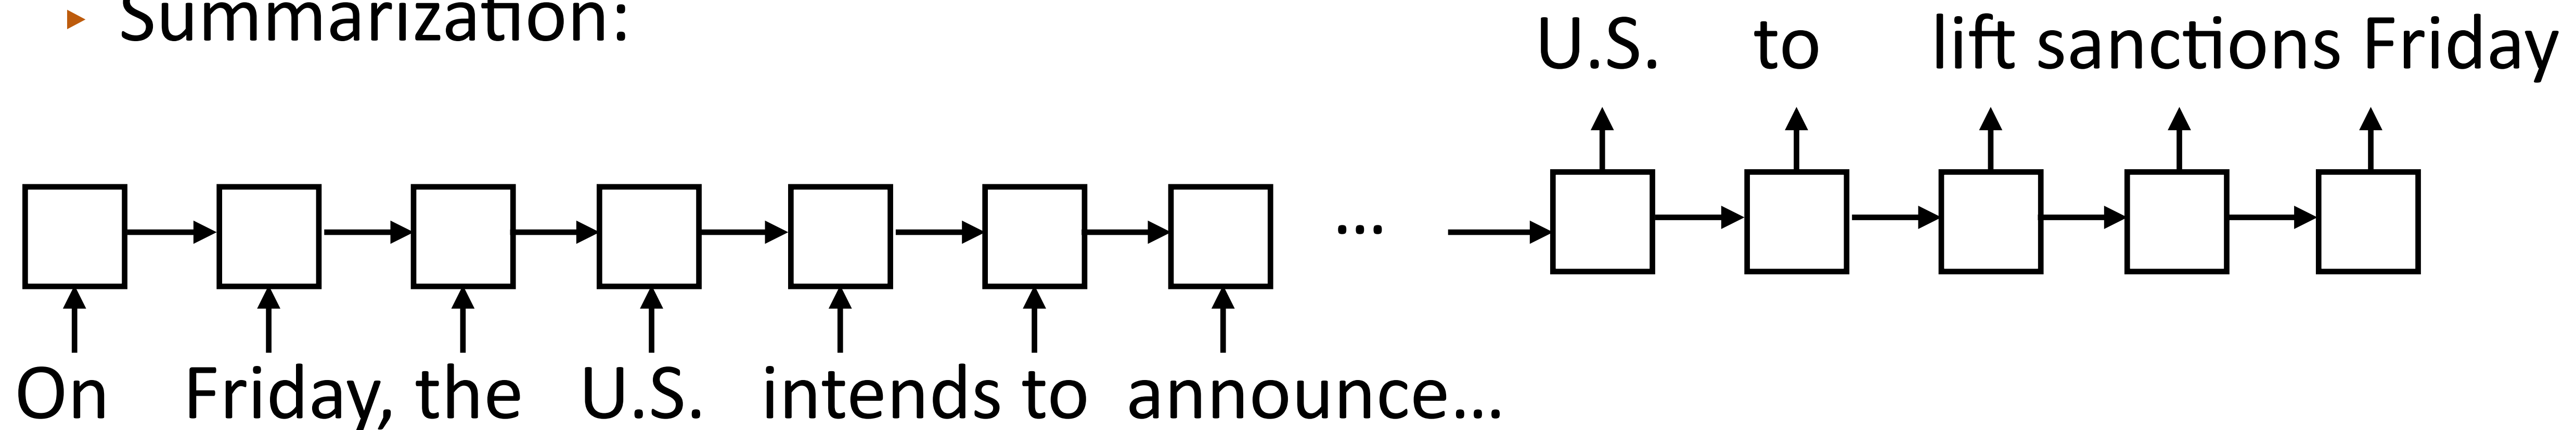 ▸ Summarization:
U.S. to lift sanctions Friday
...
On Friday, the U.S. intends to announce...